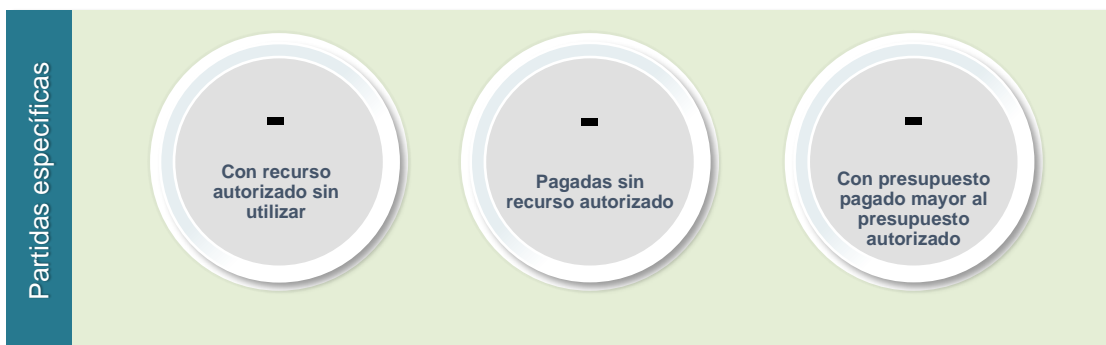 Partidas específicas
-
Con recurso
autorizado sin
utilizar
-
Pagadas sin
recurso autorizado
-
Con presupuesto
pagado mayor al
presupuesto
autorizado